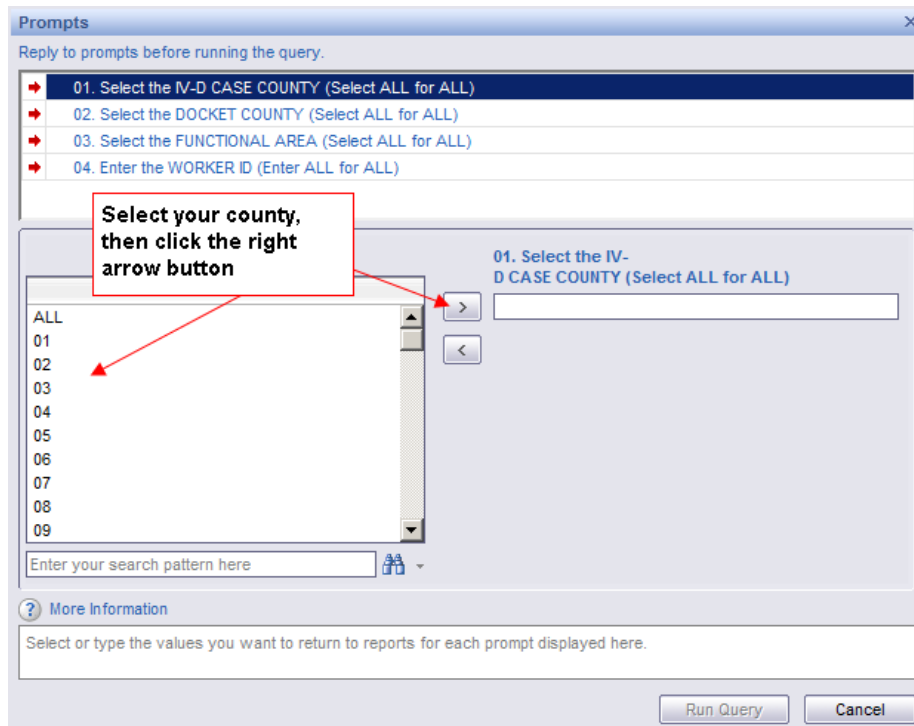 Prompts
Reply to prompts before running the query.
01. Select the IV-D CASE COUNTY (Select ALL for ALL)
02. Select the DOCKET COUNTY (Select ALL for ALL)
03. Select the FUNCTIONAL AREA (Select ALL for ALL)
04. Enter the WORKER ID (Enter ALL for ALL)
Select your county,
then click the right
arrow button
01. Select the IV-
D CASE COUNTY (Select ALL for ALL)
>
<
ALL
01
02
03
04
05
06
07
08
09
Enter your search pattern here
? More Information
Select or type the values you want to return to reports for each prompt displayed here.
Run Query
Cancel